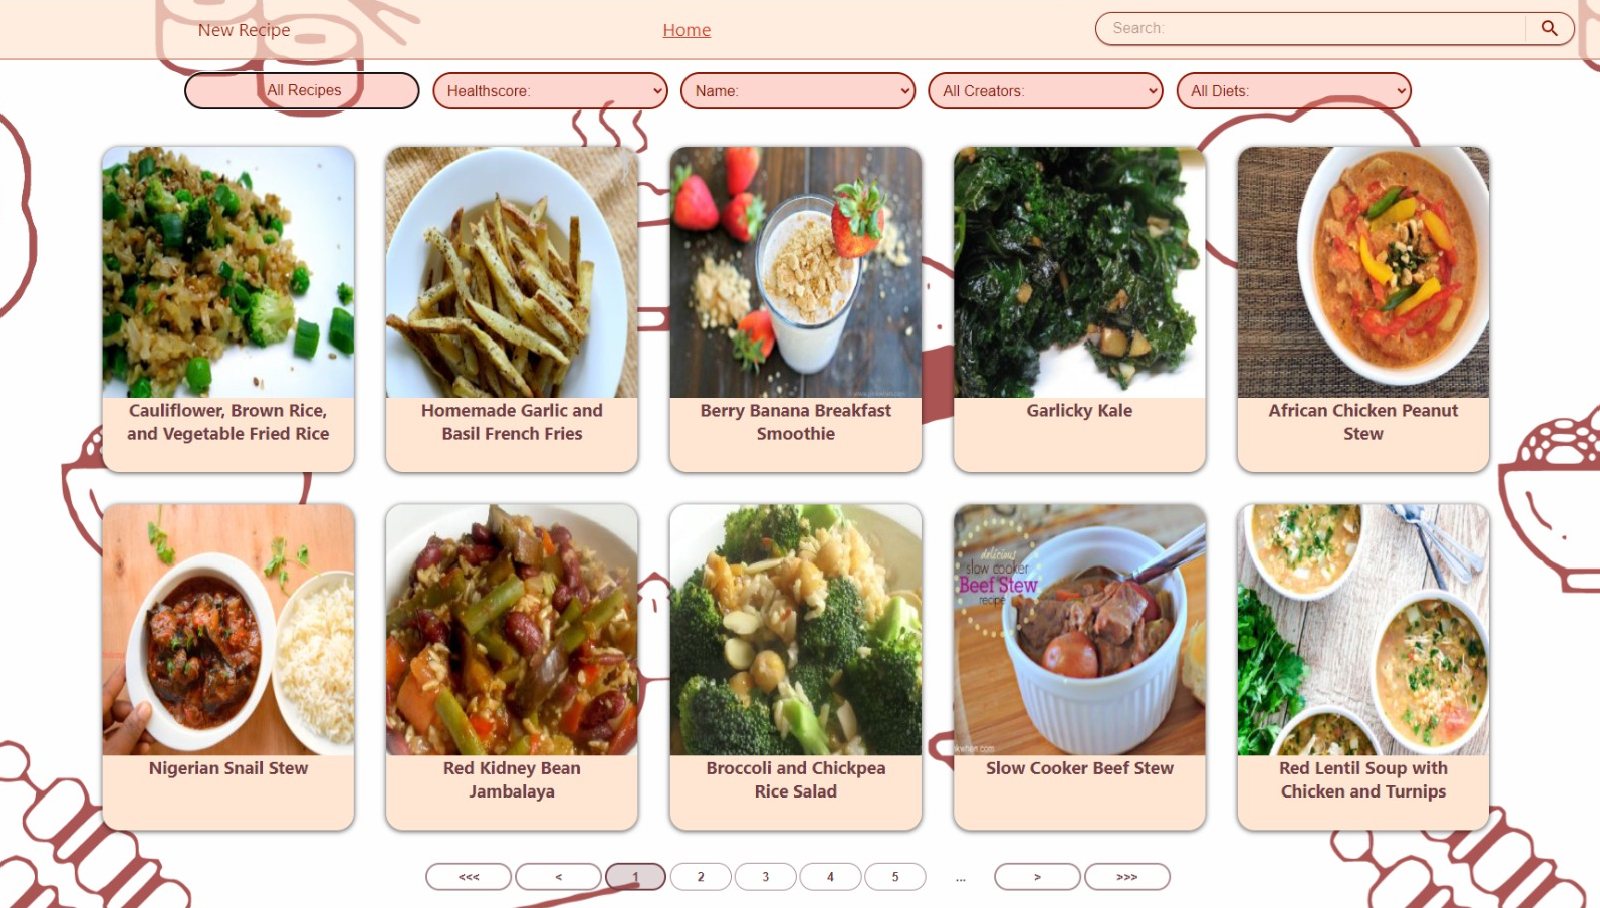 New Recipe
Home
Search:
All Recipes
Healthscore:
Name:
All Creators:
All Diets:
Cauliflower, Brown Rice,
and Vegetable Fried Rice
Homemade Garlic and
Basil French Fries
Berry Banana Breakfast
Smoothie
Garlicky Kale
African Chicken Peanut
Stew
delicious
slow cooker
Beef Stew
recipe
Nigerian Snail Stew
Red Kidney Bean
Jambalaya
Broccoli and Chickpea
Rice Salad
Slow Cooker Beef Stew
Red Lentil Soup with
Chicken and Turnips
<<<
<
1
2
3
4
5
...
>
>>>